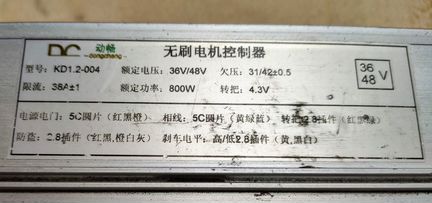 DC 动畅 无刷电机控制器
dongchang
型号: KD1.2-004 额定电压: 36V/48V 欠压: 31/42±0.5
限流: 38A±1 额定功率: 800W 转把: 4.3V
36
48 V
电源电门: 5C圆片（红黑橙） 相线: 5C圆片（黄绿蓝） 转把:2.8插件（红黑绿）
防盗: 2.8插件（红黑,橙白灰） 刹车电平:高/低2.8插件（黄,黑白）